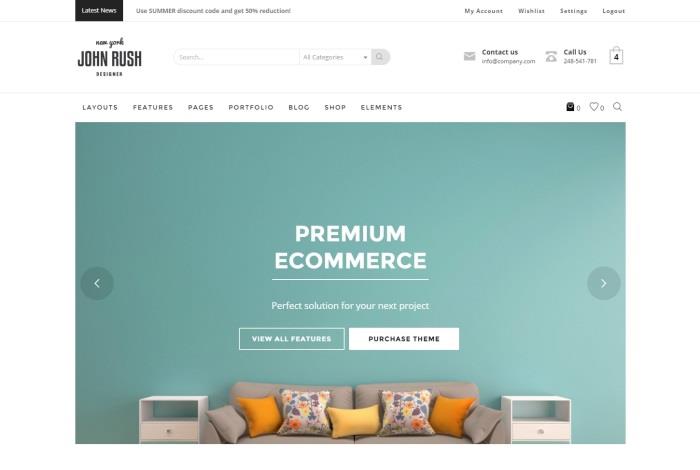 Latest News
Use SUMMER discount code and get 50% reduction!
My Account Wishlist Settings Logout
new york
JOHN RUSH
DESIGNER
Search...
All Categories
Contact us
info@company.com
Call Us
248-541-781
4
LAYOUTS FEATURES PAGES PORTFOLIO BLOG SHOP ELEMENTS
0 0
PREMIUM
ECOMMERCE
Perfect solution for your next project
VIEW ALL FEATURES PURCHASE THEME